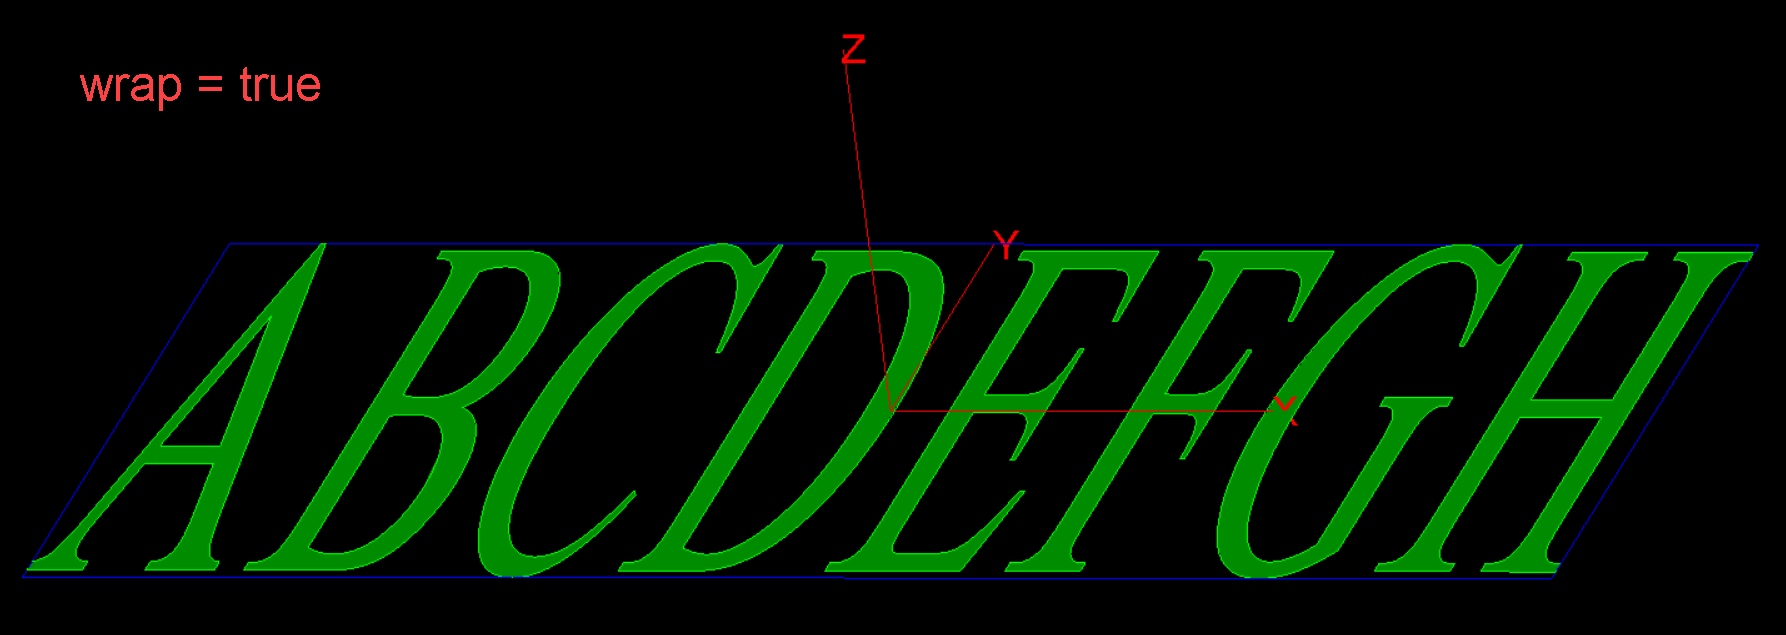 Z
wrap = true
Y
ABCDEFGH
X